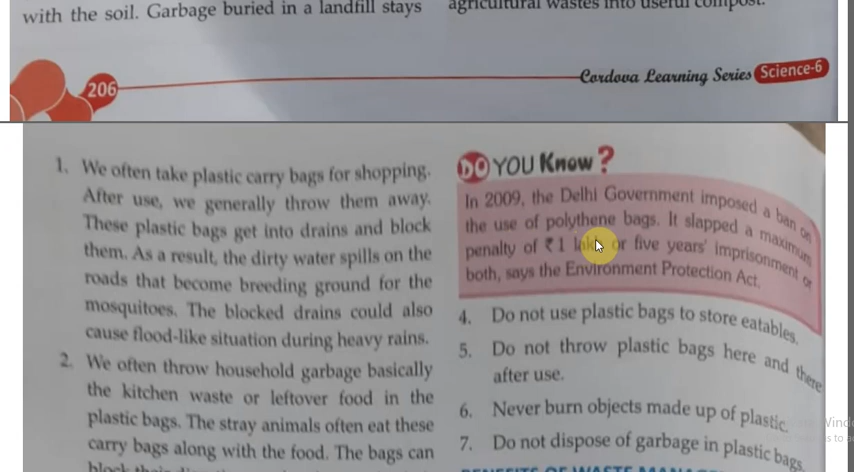 with the soil. Garbage buried in a landfill stays
agricultural wastes into useful compost.
206
Cordova Learning Series Science-6
1. We often take plastic carry bags for shopping.
After use, we generally throw them away.
These plastic bags get into drains and block
them. As a result, the dirty water spills on the
roads that become breeding ground for the
mosquitoes. The blocked drains could also
cause flood-like situation during heavy rains.
2. We often throw household garbage basically
the kitchen waste or leftover food in the
plastic bags. The stray animals often eat these
carry bags along with the food. The bags can
DO YOU Know?
In 2009, the Delhi Government imposed a ban on
the use of polythene bags. It slapped a maximum
penalty of ₹ 1 lakh or five years' imprisonment or
both, says the Environment Protection Act.
4. Do not use plastic bags to store eatables.
5. Do not throw plastic bags here and there
after use.
6. Never burn objects made up of plastic.
7. Do not dispose of garbage in plastic bags.